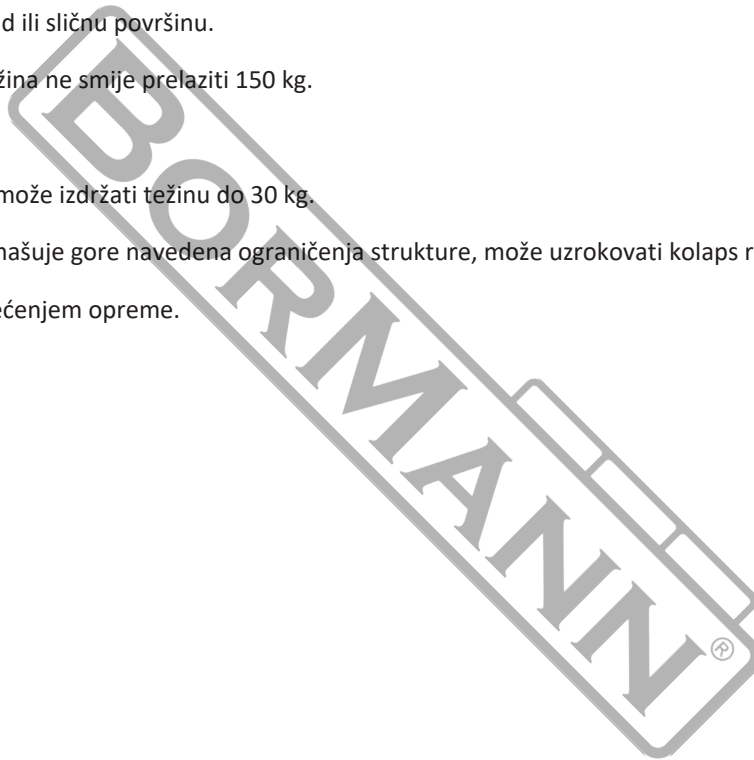 d ili sličnu površinu.
žina ne smije prelaziti 150 kg.
može izdržati težinu do 30 kg.
našuje gore navedena ograničenja strukture, može uzrokovati kolaps r
ećenjem opreme.
BORMANN®